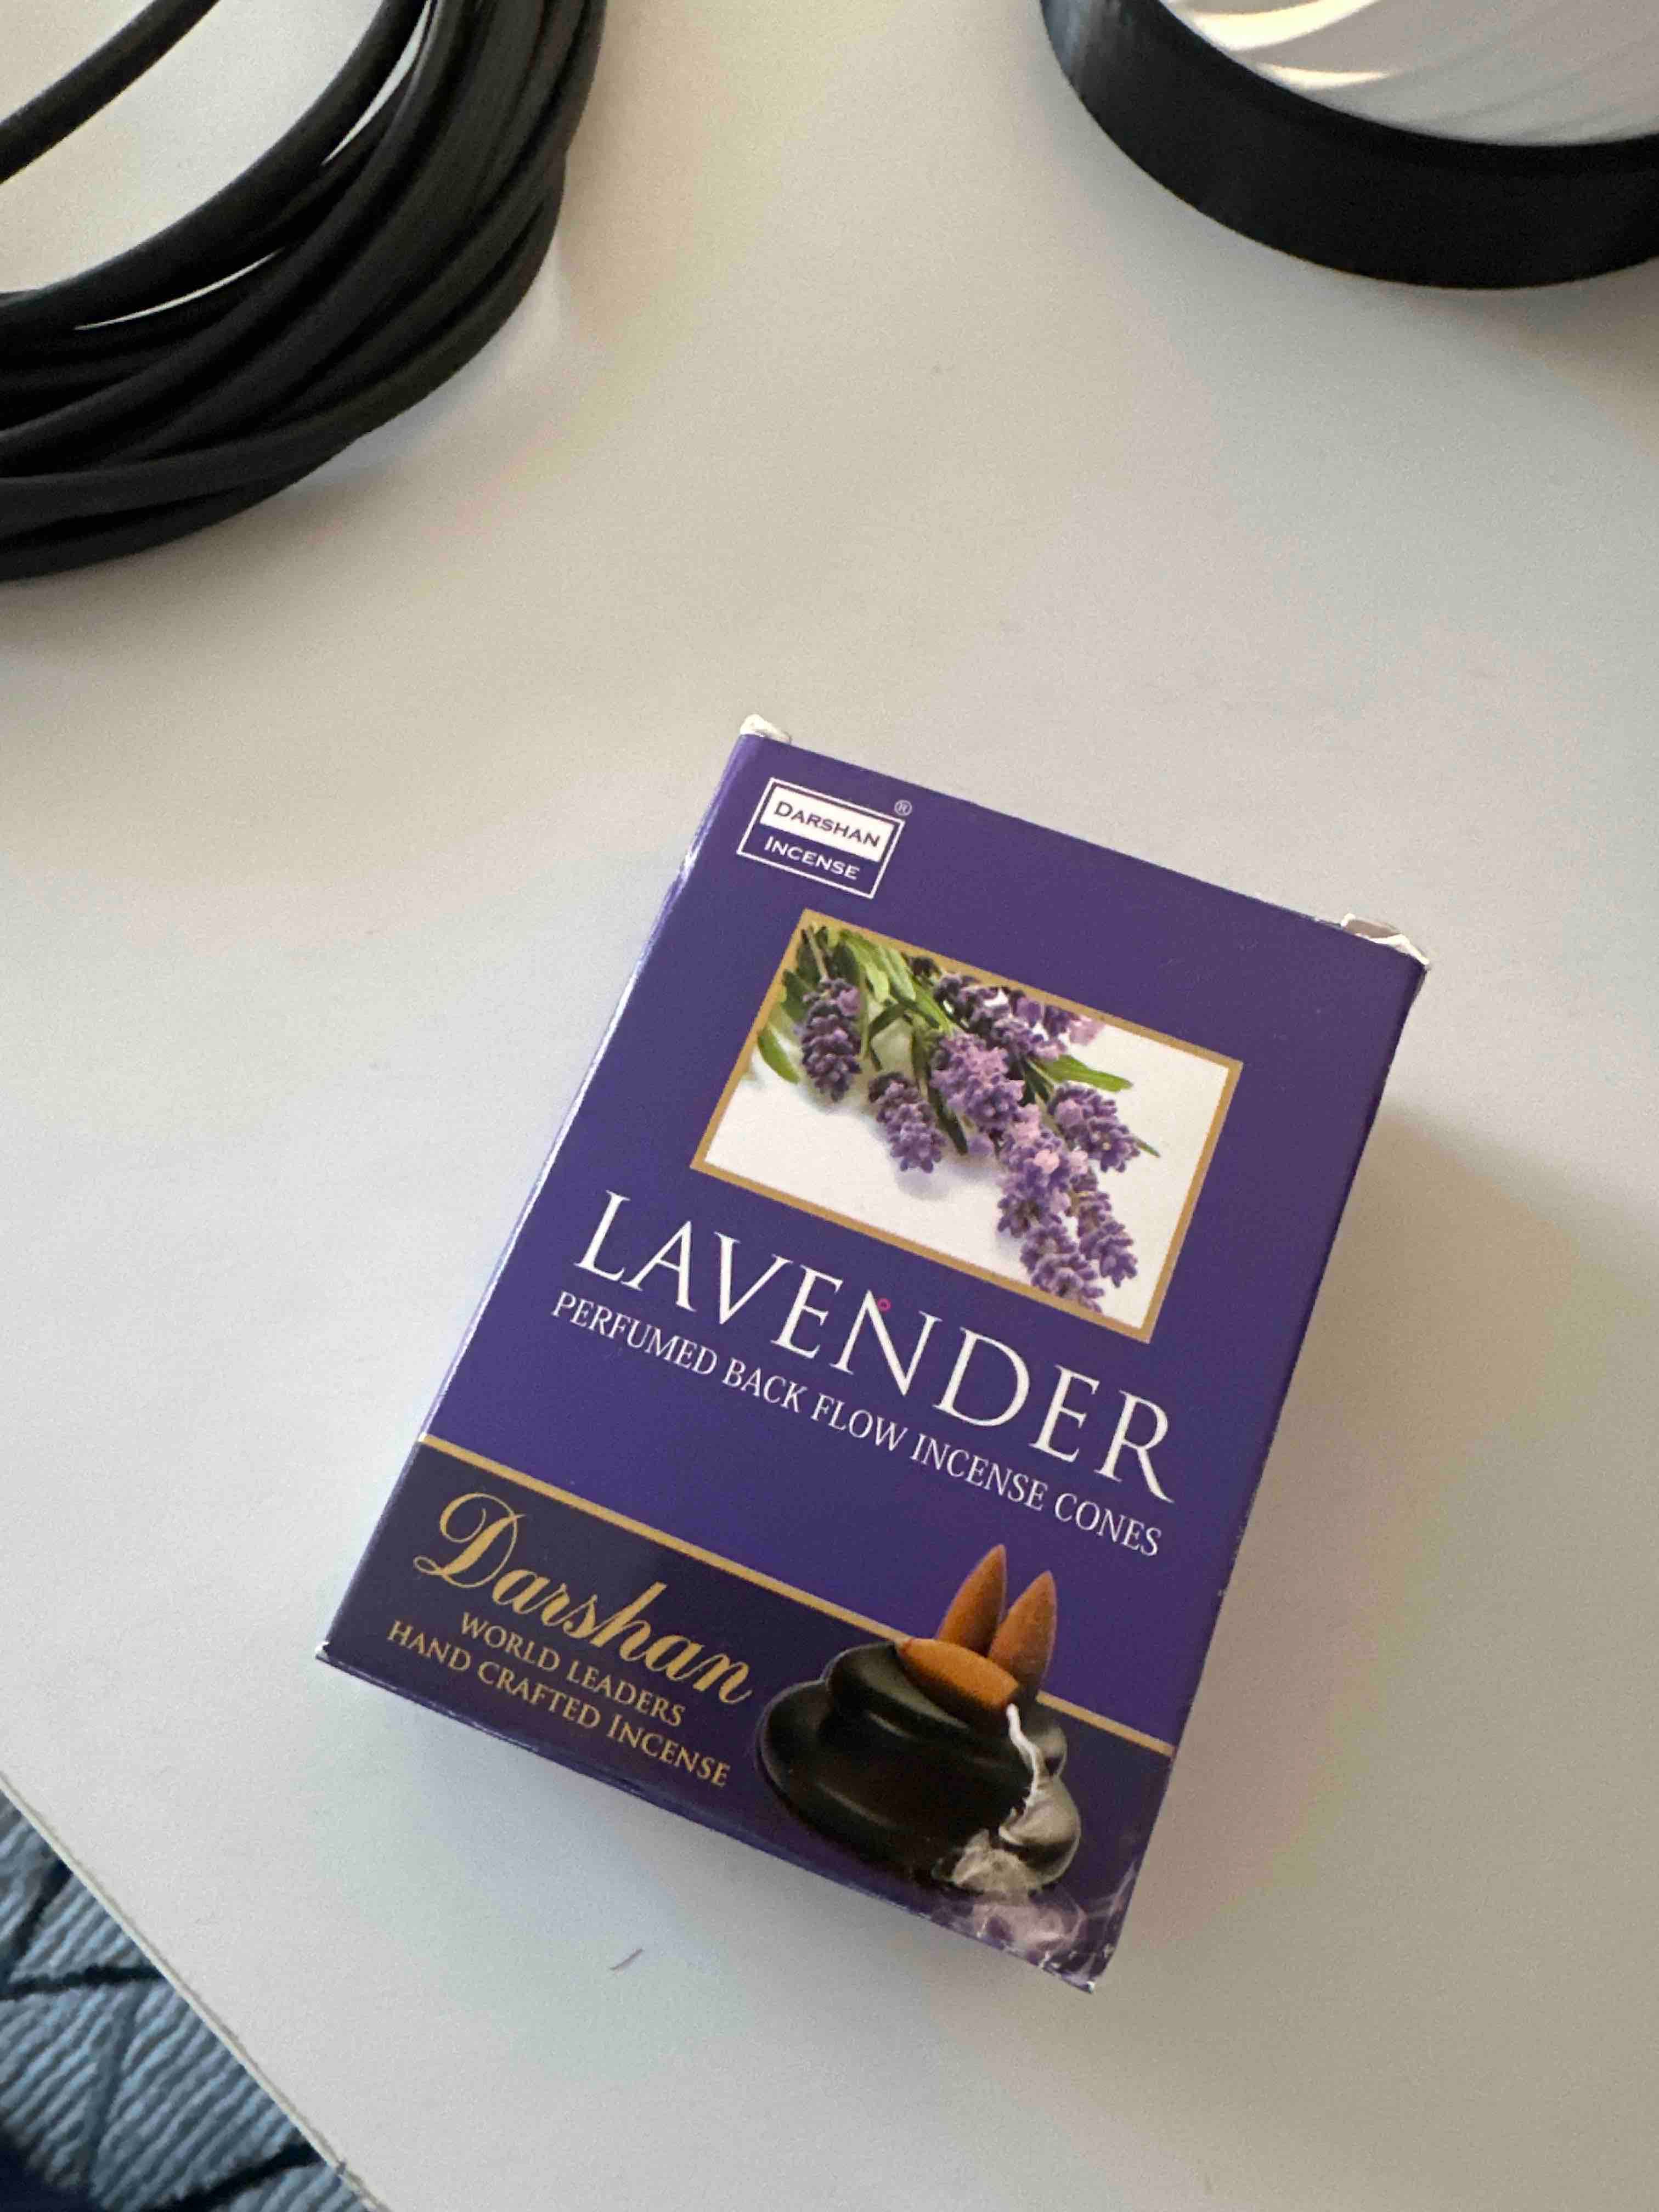 DARSHAN ®
INCENSE
LAVENDER
PERFUMED BACK FLOW INCENSE CONES
Darshan
WORLD LEADERS
HAND CRAFTED INCENSE